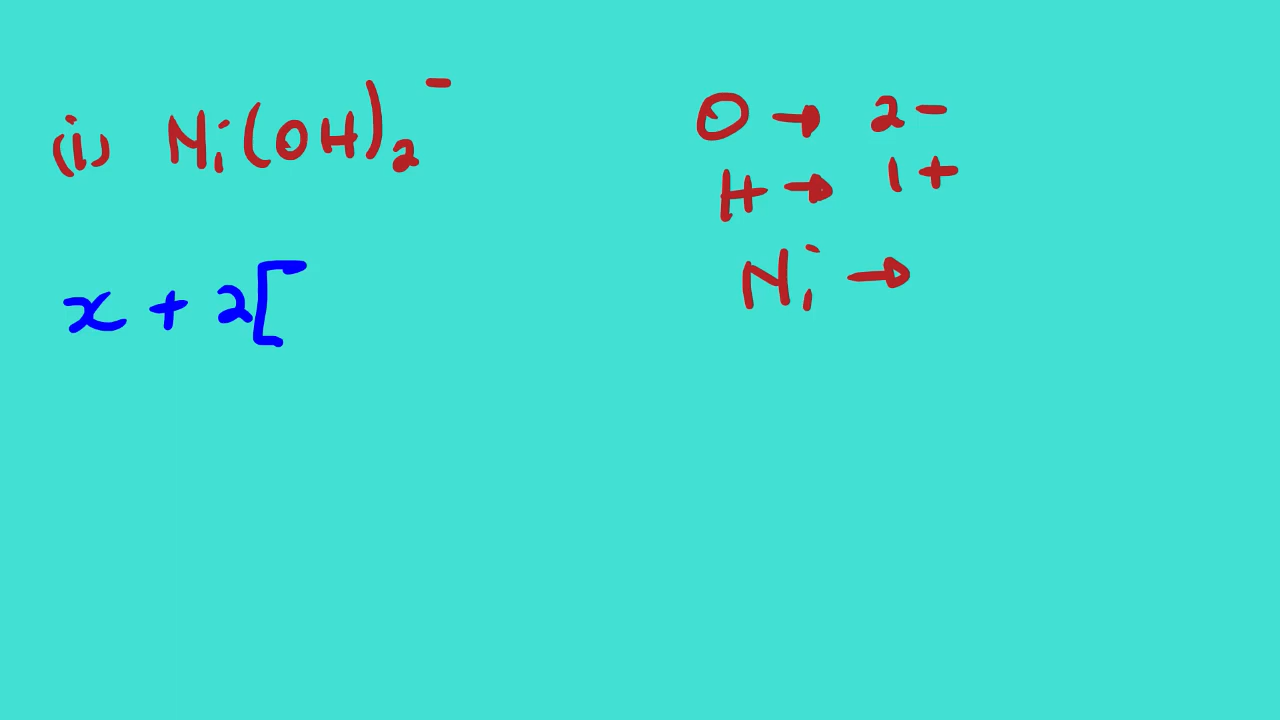 (i) Ni(OH)₂⁻
O → 2-
H → 1+
Ni →
x + 2[